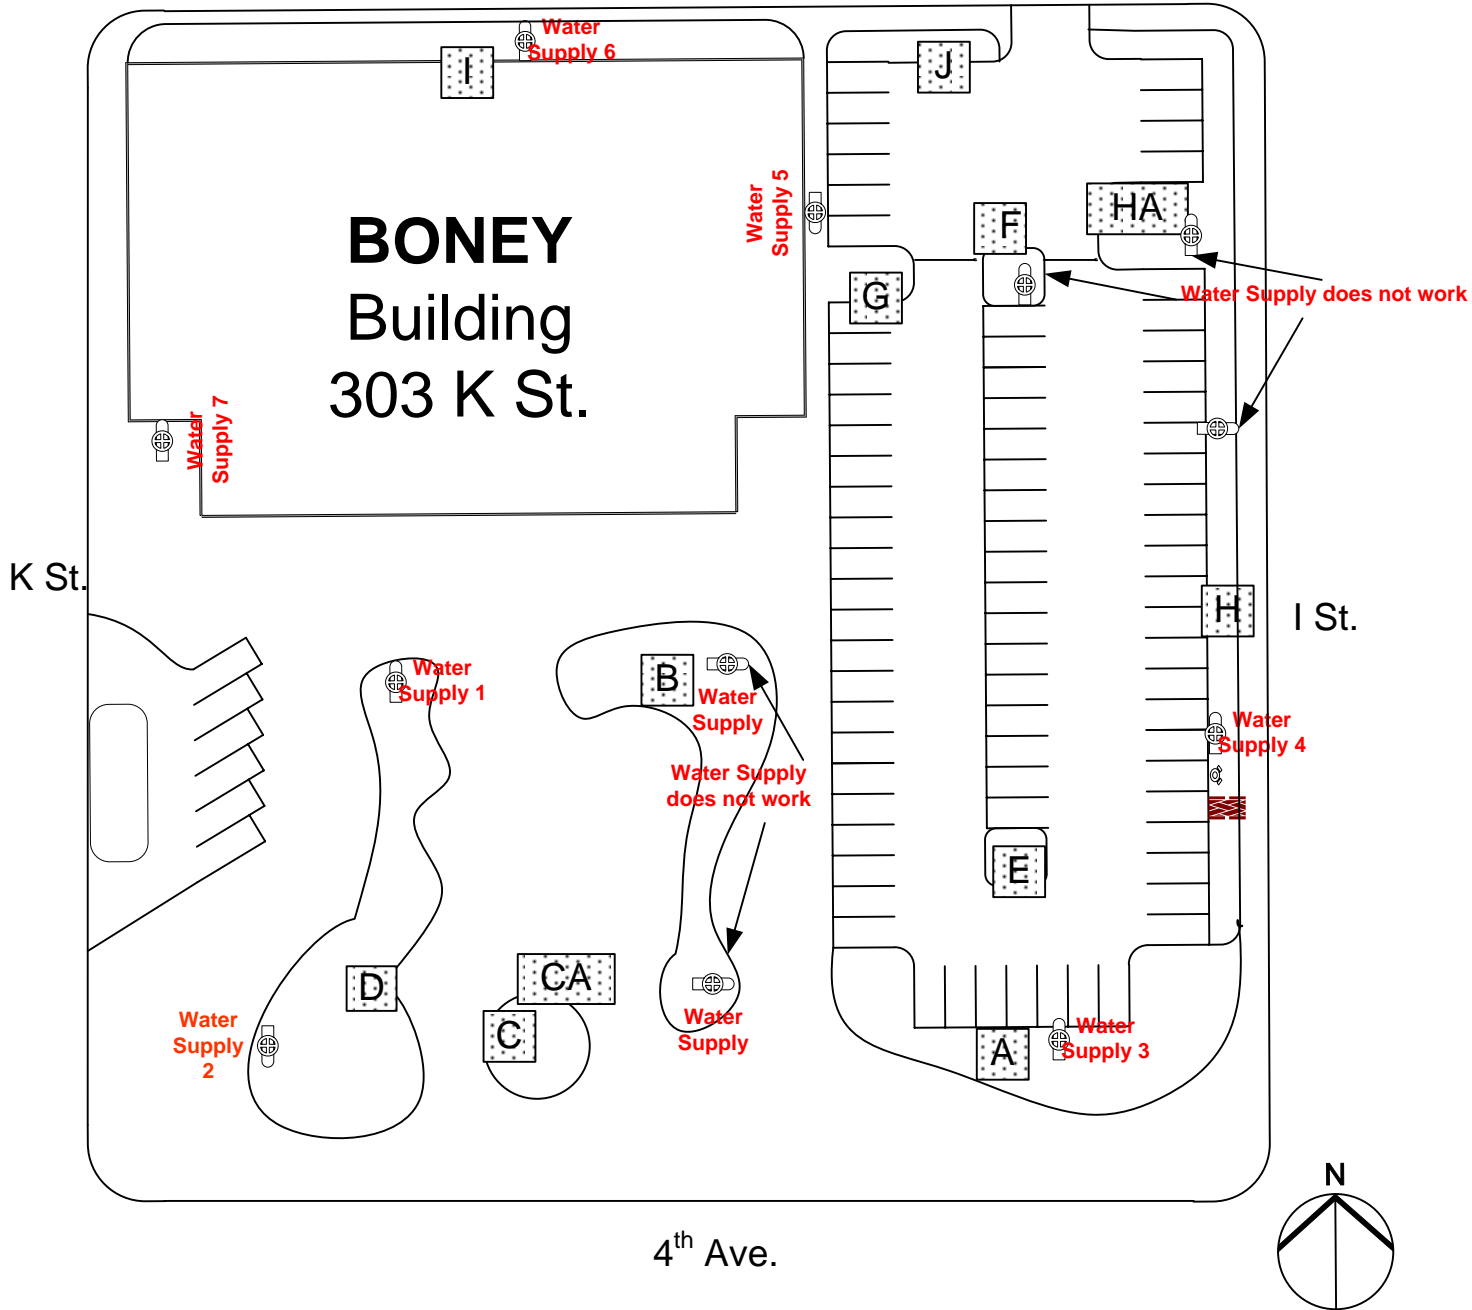 Water
Supply 6
I
J
Water
Supply 5
BONEY
Building
303 K St.
HA
F
G
Water Supply does not work
Water
Supply 7
K St.
H
I St.
Water
Supply 1
B
Water
Supply
Water
Supply 4
Water Supply
does not work
E
D
CA
C
Water
Supply
2
Water
Supply
A
Water
Supply 3
N
4th Ave.